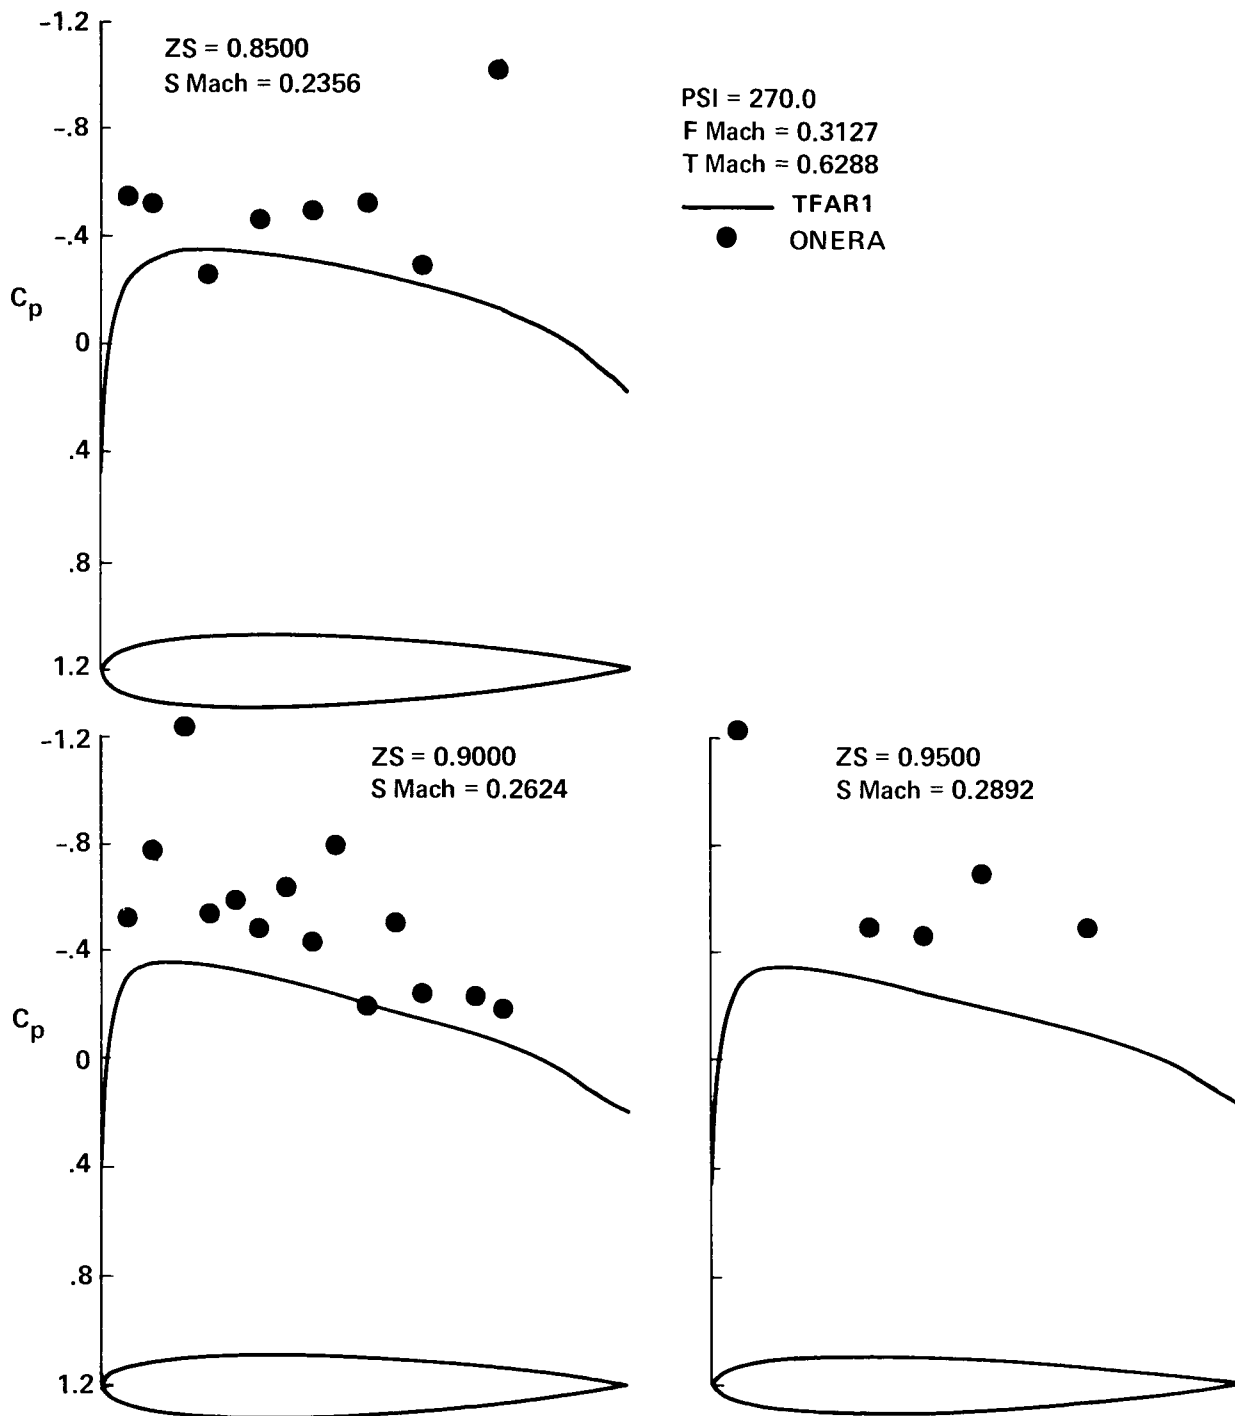 -1.2
ZS = 0.8500
S Mach = 0.2356
-.8
-.4
Cp
0
.4
.8
1.2
PSI = 270.0
F Mach = 0.3127
T Mach = 0.6288
TFAR1
ONERA
-1.2
ZS = 0.9000
S Mach = 0.2624
-.8
-.4
Cp
0
.4
.8
1.2
ZS = 0.9500
S Mach = 0.2892